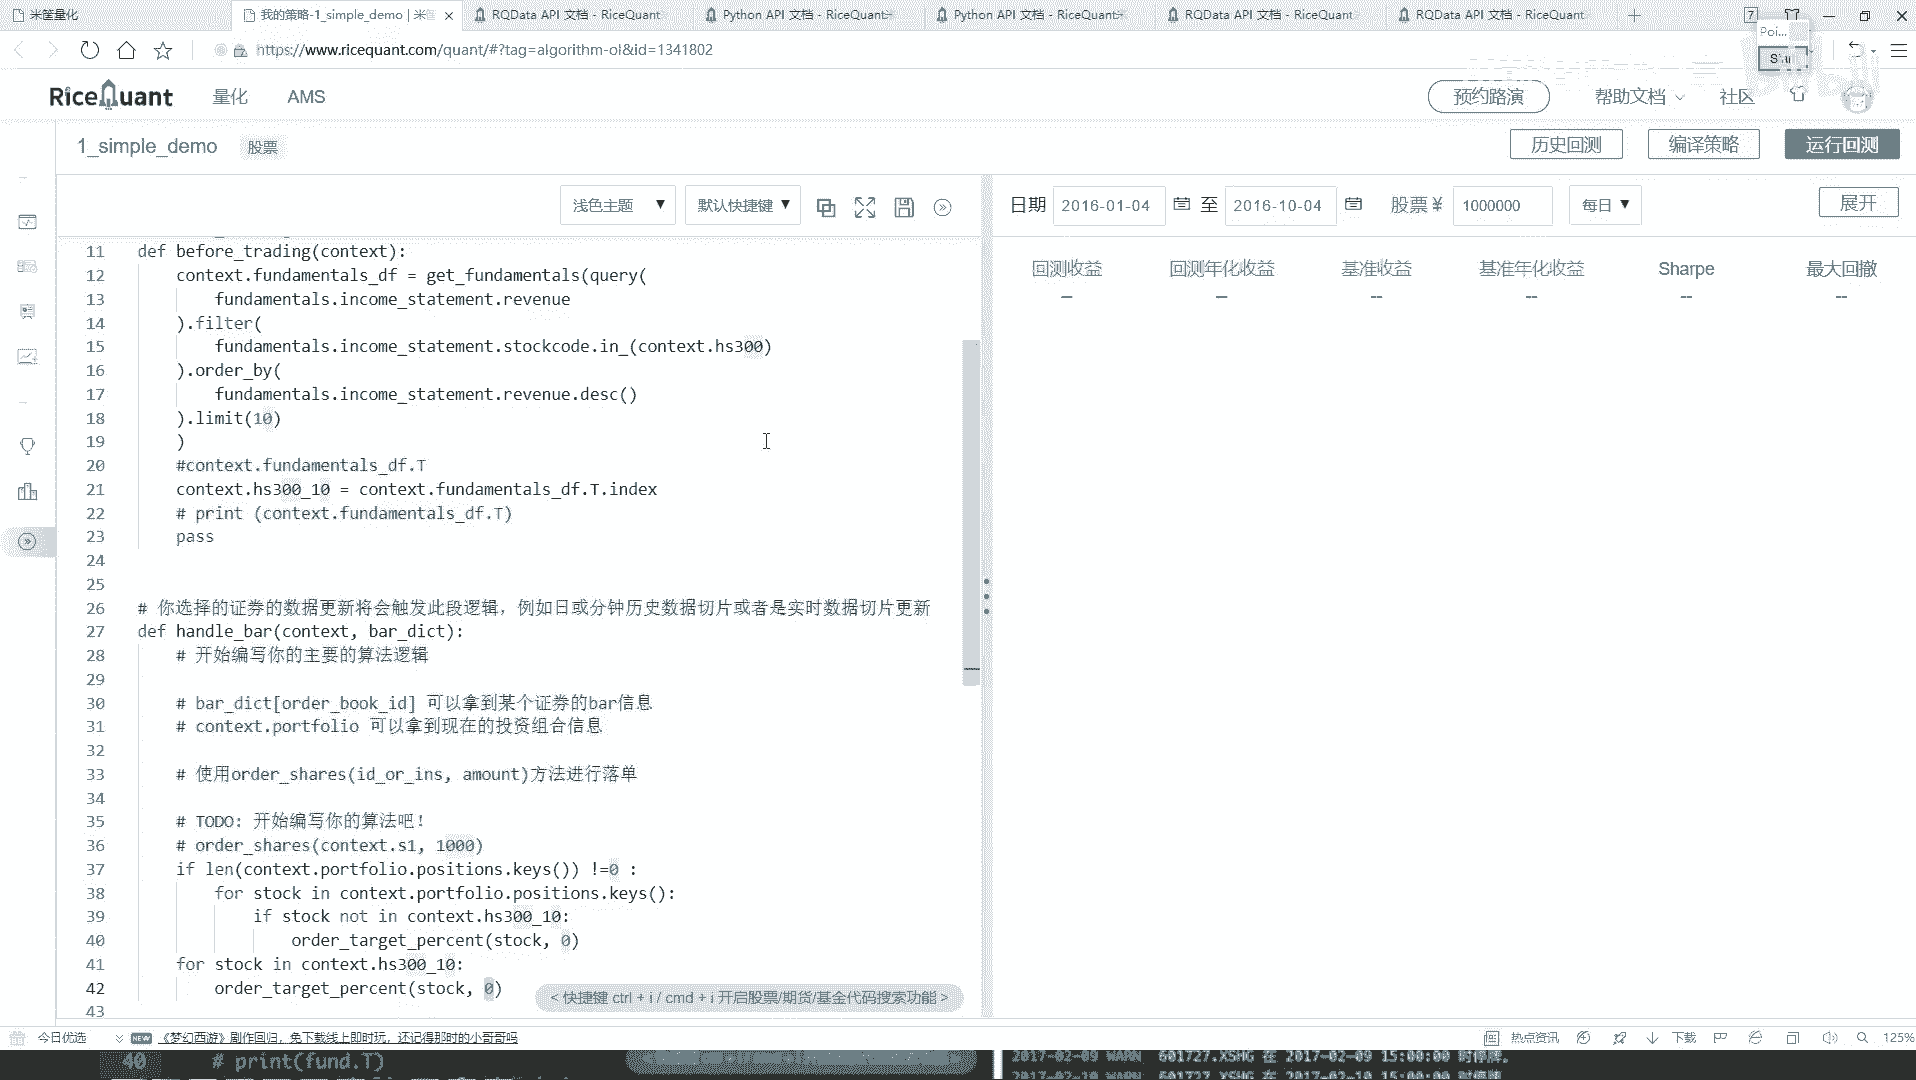 米筐量化
我的策略-1_simple_demo | 米筐
RQData API 文档 - RiceQuant
Python API 文档 - RiceQuant
Python API 文档 - RiceQuant
RQData API 文档 - RiceQuant
RQData API 文档 - RiceQuant
7
Poi...
https://www.ricequant.com/quant/#?tag=algorithm-ol&id=1341802
RiceQuant
量化
AMS
预约路演
帮助文档
社区
1_simple_demo
股票
历史回测
编译策略
运行回测
浅色主题
默认快捷键
日期 2016-01-04 至 2016-10-04 股票 ¥ 1000000 每日
展开
11 def before_trading(context):
12 context.fundamentals_df = get_fundamentals(query(
13 fundamentals.income_statement.revenue
14 ).filter(
15 fundamentals.income_statement.stockcode.in_(context.hs300)
16 ).order_by(
17 fundamentals.income_statement.revenue.desc()
18 ).limit(10)
19 )
20 #context.fundamentals_df.T
21 context.hs300_10 = context.fundamentals_df.T.index
22 # print (context.fundamentals_df.T)
23 pass
24
25
26 # 你选择的证券的数据更新将会触发此段逻辑，例如日或分钟历史数据切片或者是实时数据切片更新
27 def handle_bar(context, bar_dict):
28 # 开始编写你的主要的算法逻辑
29
30 # bar_dict[order_book_id] 可以拿到某个证券的bar信息
31 # context.portfolio 可以拿到现在的投资组合信息
32
33 # 使用order_shares(id_or_ins, amount)方法进行落单
34
35 # TODO: 开始编写你的算法吧！
36 # order_shares(context.s1, 1000)
37 if len(context.portfolio.positions.keys()) !=0 :
38 for stock in context.portfolio.positions.keys():
39 if stock not in context.hs300_10:
40 order_target_percent(stock, 0)
41 for stock in context.hs300_10:
42 order_target_percent(stock, 0)
43
< 快捷键 ctrl + i / cmd + i 开启股票/期货/基金代码搜索功能 >
回测收益 回测年化收益 基准收益 基准年化收益 Sharpe 最大回撤
-- -- -- -- -- --
今日优选
NEW 《梦幻西游》剧作回归，免下载线上即时玩，还记得那时的小哥哥吗
热点资讯
下载
125%
40 # print(fund.T)
2017-02-09 WARN 601727.XSHG 在 2017-02-09 15:00:00 时停牌。
2017-02-10 WARN 601727.XSHG 在 2017-02-10 15:00:00 时停牌。